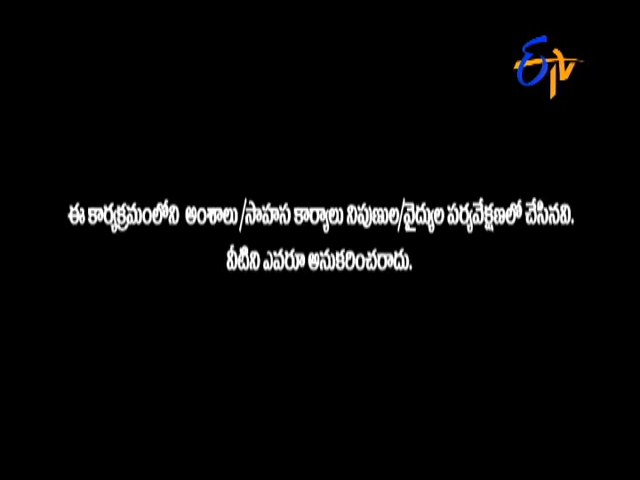 ETV
ఈ కార్యక్రమంలోని అంశాలు/సాహస కార్యాలు నిపుణుల/వైద్యుల పర్యవేక్షణలో చేసినవి.
వీటిని ఎవరూ అనుకరించరాదు.